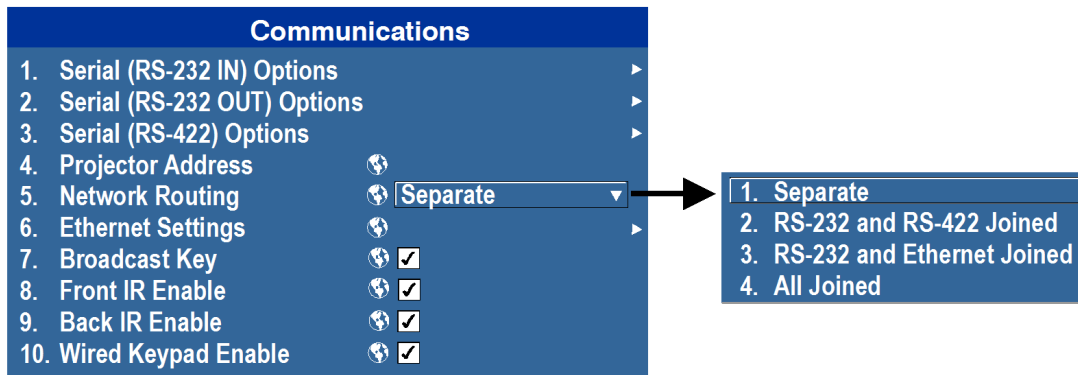 Communications
1. Serial (RS-232 IN) Options
2. Serial (RS-232 OUT) Options
3. Serial (RS-422) Options
4. Projector Address
5. Network Routing Separate
6. Ethernet Settings
7. Broadcast Key
8. Front IR Enable
9. Back IR Enable
10. Wired Keypad Enable
1. Separate
2. RS-232 and RS-422 Joined
3. RS-232 and Ethernet Joined
4. All Joined